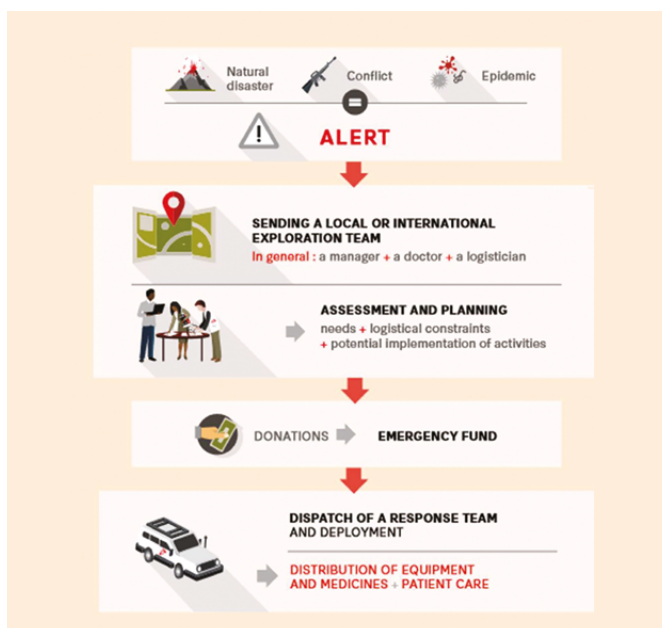 Natural
disaster
Conflict
Epidemic
=
ALERT
SENDING A LOCAL OR INTERNATIONAL
EXPLORATION TEAM
In general : a manager + a doctor + a logistician
ASSESSMENT AND PLANNING
needs + logistical constraints
+ potential implementation of activities
DONATIONS
EMERGENCY FUND
DISPATCH OF A RESPONSE TEAM
AND DEPLOYMENT
DISTRIBUTION OF EQUIPMENT
AND MEDICINES + PATIENT CARE